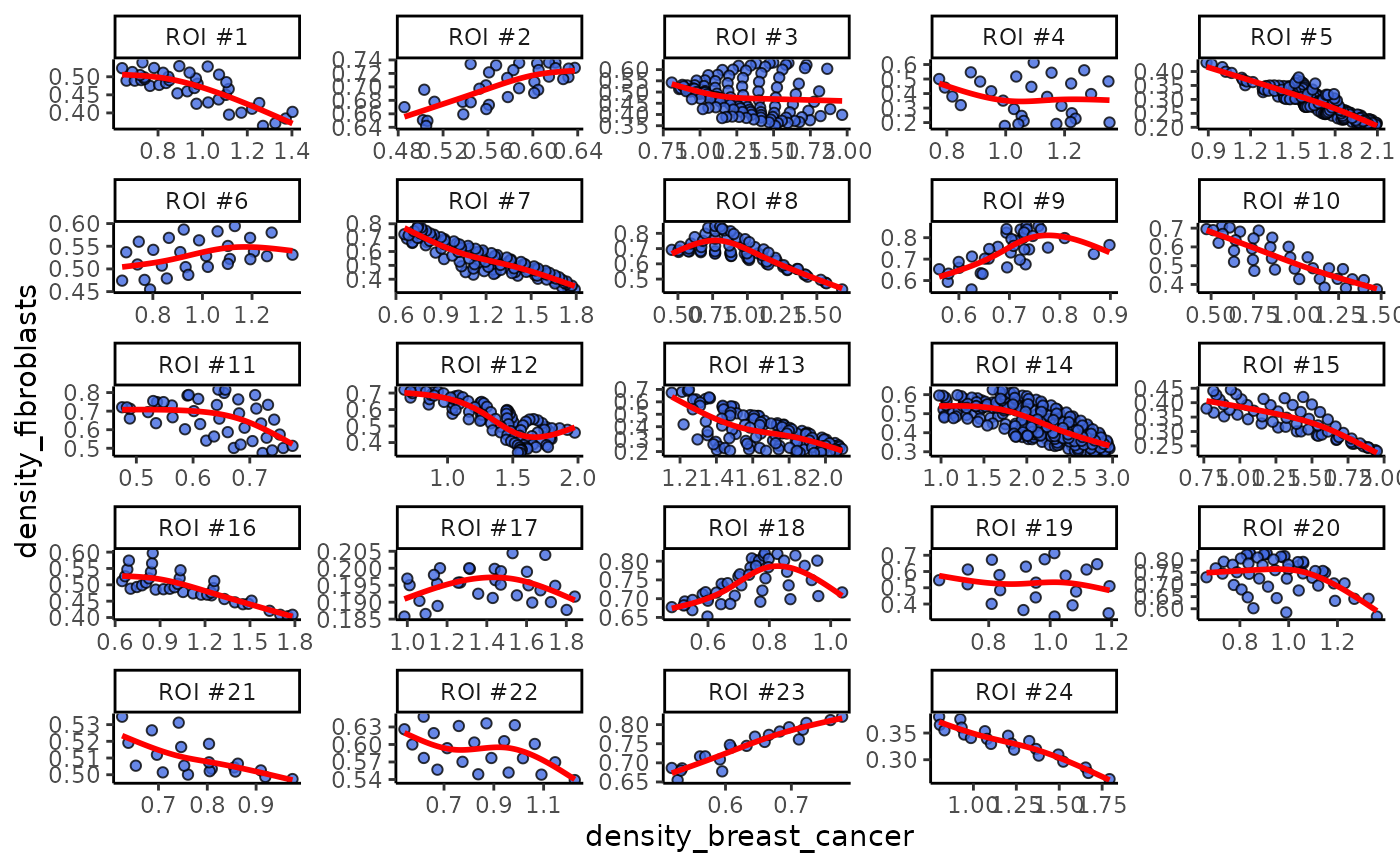 ROI #1 ROI #2 ROI #3 ROI #4 ROI #5
0.50 0.45 0.40
0.74 0.72 0.70 0.68 0.66 0.64
0.60 0.55 0.50 0.45 0.40 0.35
0.6 0.5 0.4 0.3 0.2
0.40 0.35 0.30 0.25 0.20
0.8 1.0 1.2 1.4
0.48 0.52 0.56 0.60 0.64
0.75 1.00 1.25 1.50 1.75 2.00
0.8 1.0 1.2
0.9 1.2 1.5 1.8 2.1
ROI #6 ROI #7 ROI #8 ROI #9 ROI #10
0.60 0.55 0.50 0.45
0.8 0.7 0.6 0.5 0.4
0.8 0.7 0.6 0.5
0.8 0.7 0.6
0.7 0.6 0.5 0.4
0.8 1.0 1.2
0.6 0.9 1.2 1.5 1.8
0.50 0.75 1.00 1.25 1.50
0.6 0.7 0.8 0.9
0.50 0.75 1.00 1.25 1.50
density_fibroblasts
ROI #11 ROI #12 ROI #13 ROI #14 ROI #15
0.8 0.7 0.6 0.5
0.7 0.6 0.5 0.4
0.7 0.6 0.5 0.4 0.3 0.2
0.6 0.5 0.4 0.3
0.45 0.40 0.35 0.30 0.25
0.5 0.6 0.7
1.0 1.5 2.0
1.2 1.4 1.6 1.8 2.0
1.0 1.5 2.0 2.5 3.0
0.75 1.00 1.25 1.50 1.75 2.00
ROI #16 ROI #17 ROI #18 ROI #19 ROI #20
0.60 0.55 0.50 0.45 0.40
0.205 0.200 0.195 0.190 0.185
0.80 0.75 0.70 0.65
0.7 0.6 0.5 0.4
0.80 0.75 0.70 0.65 0.60
0.6 0.9 1.2 1.5 1.8
1.0 1.2 1.4 1.6 1.8
0.6 0.8 1.0
0.8 1.0 1.2
0.8 1.0 1.2
ROI #21 ROI #22 ROI #23 ROI #24
0.53 0.52 0.51 0.50
0.63 0.60 0.57 0.54
0.80 0.75 0.70 0.65
0.35 0.30
0.7 0.8 0.9
0.7 0.9 1.1
0.6 0.7
1.00 1.25 1.50 1.75
density_breast_cancer